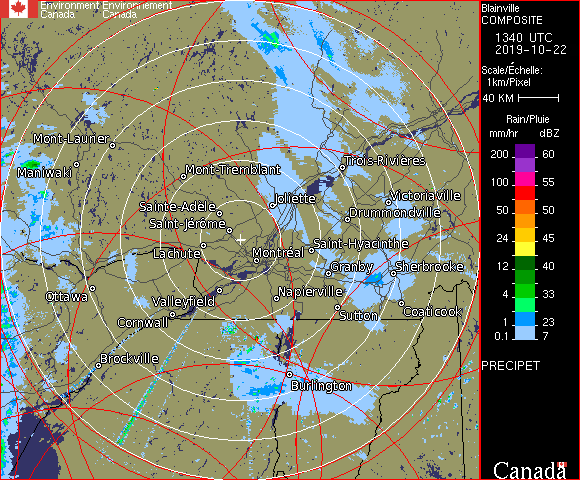 Environment Environnement
Canada Canada
Blainville
COMPOSITE
1340 UTC
2019-10-22
Scale/Échelle:
1km/Pixel
40 KM
Rain/Pluie
mm/hr dBZ
200 60
150 57
100 55
50 50
24 45
12 40
4 33
1 23
0.1 7
PRECIPET
Canada
Mont-Laurier
Maniwaki
Mont-Tremblant
Trois-Rivières
Sainte-Adèle
Joliette
Victoriaville
Saint-Jérôme
Drummondville
Lachute
Montréal
Saint-Hyacinthe
Granby
Sherbrooke
Ottawa
Valleyfield
Napierville
Cornwall
Sutton
Coaticook
Brockville
Burlington